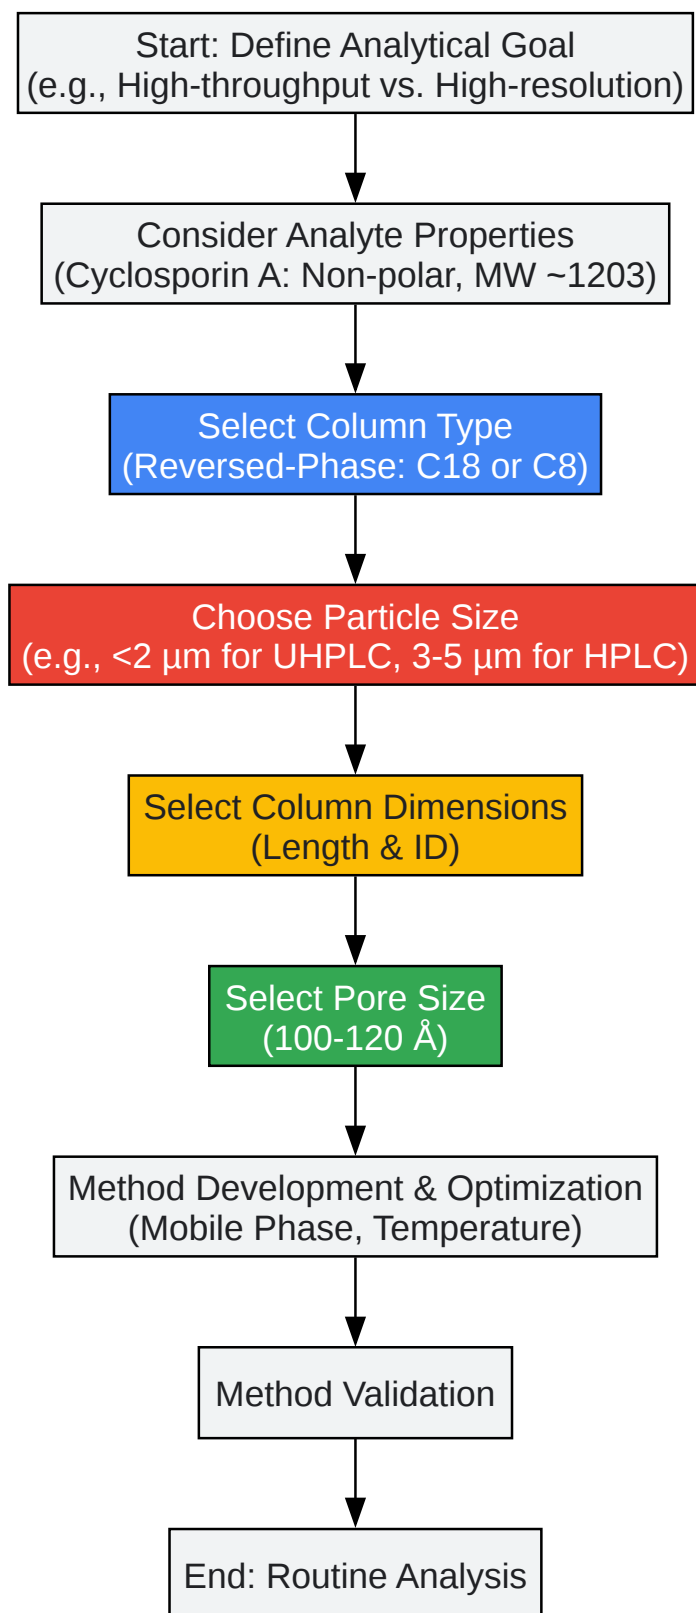 Start: Define Analytical Goal
(e.g., High-throughput vs. High-resolution)
Consider Analyte Properties
(Cyclosporin A: Non-polar, MW ~1203)
Select Column Type
(Reversed-Phase: C18 or C8)
Choose Particle Size
(e.g., <2 µm for UHPLC, 3-5 µm for HPLC)
Select Column Dimensions
(Length & ID)
Select Pore Size
(100-120 Å)
Method Development & Optimization
(Mobile Phase, Temperature)
Method Validation
End: Routine Analysis